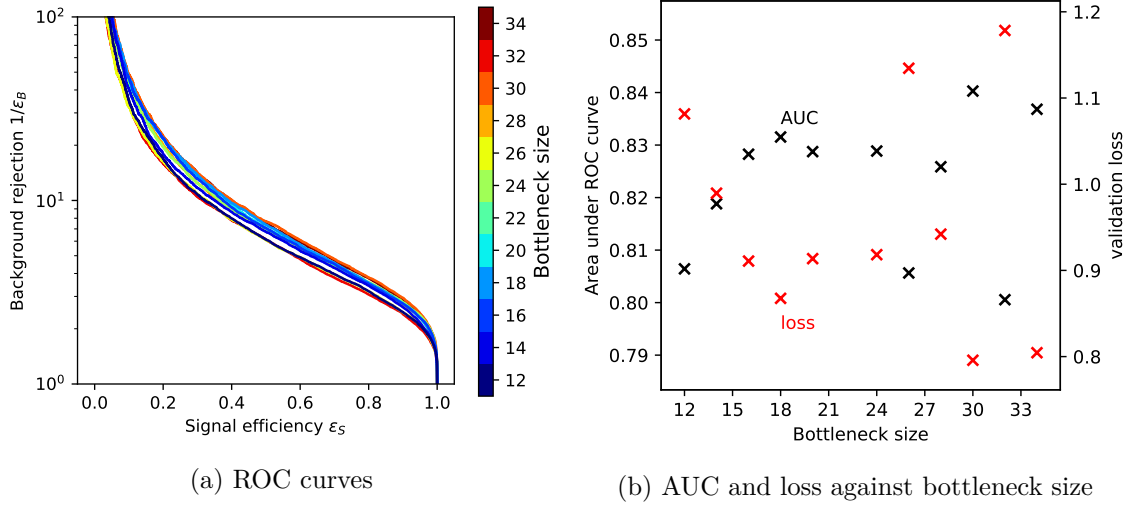 10²
10¹
10⁰
Background rejection 1/ε_B
0.0 0.2 0.4 0.6 0.8 1.0
Signal efficiency ε_S
34
33
30
28
26
24
22
20
18
16
14
13
11
Bottleneck size
(a) ROC curves
0.85
0.84
0.83
0.82
0.81
0.80
0.79
Area under ROC curve
AUC
loss
1.2
1.1
1.0
0.9
0.8
validation loss
12 15 18 21 24 27 30 33
Bottleneck size
(b) AUC and loss against bottleneck size